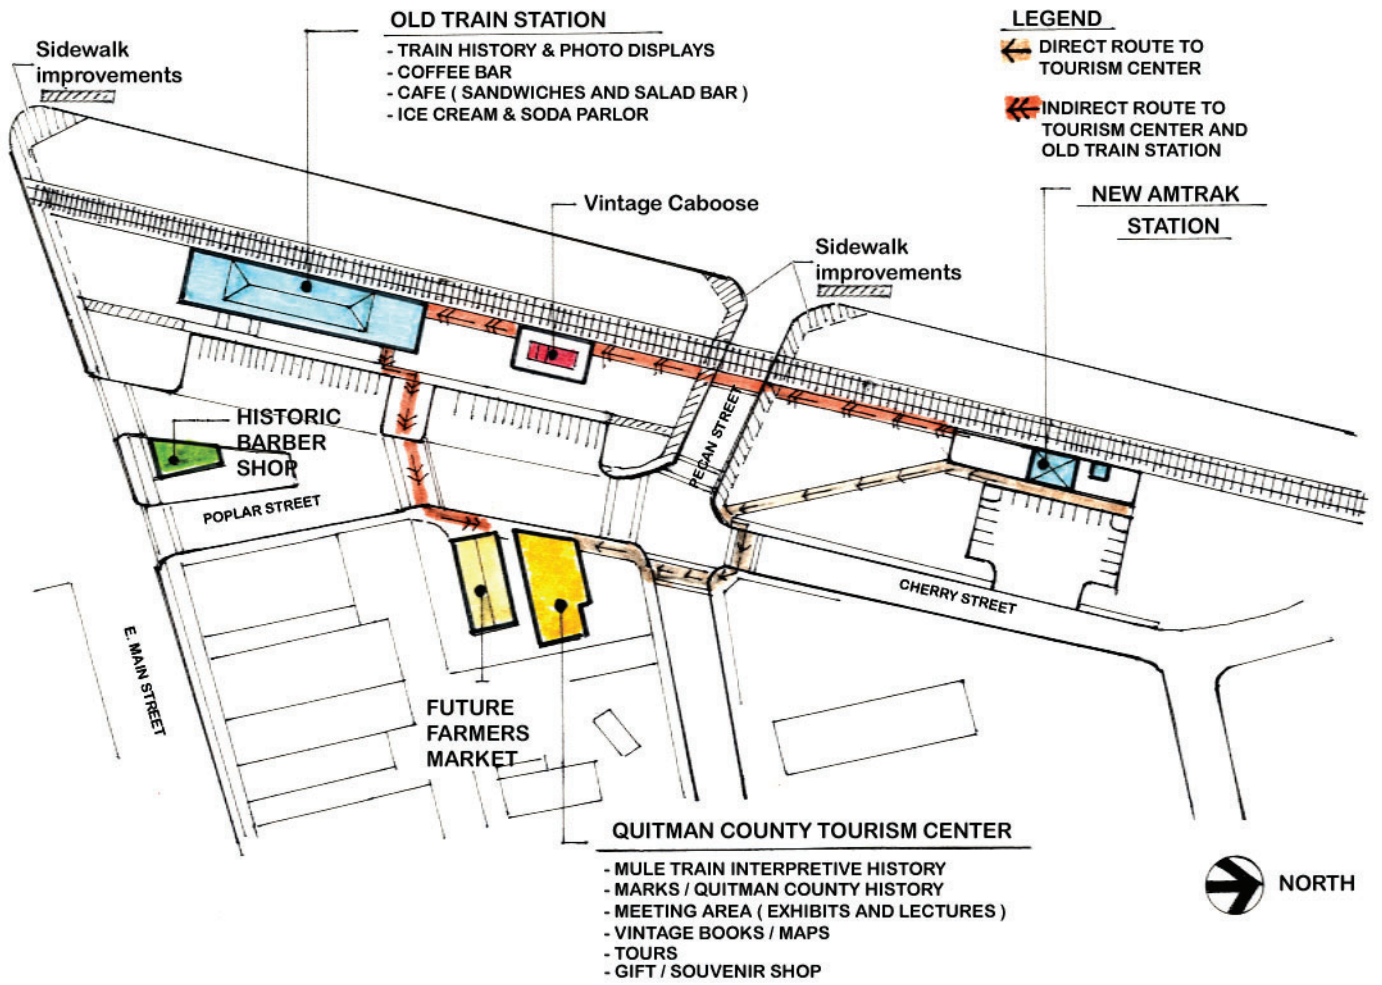 OLD TRAIN STATION
- TRAIN HISTORY & PHOTO DISPLAYS
- COFFEE BAR
- CAFE ( SANDWICHES AND SALAD BAR )
- ICE CREAM & SODA PARLOR
Sidewalk
improvements
LEGEND
DIRECT ROUTE TO
TOURISM CENTER
INDIRECT ROUTE TO
TOURISM CENTER AND
OLD TRAIN STATION
NEW AMTRAK
STATION
Vintage Caboose
Sidewalk
improvements
PECAN STREET
HISTORIC
BARBER
SHOP
POPLAR STREET
CHERRY STREET
E. MAIN STREET
FUTURE
FARMERS
MARKET
QUITMAN COUNTY TOURISM CENTER
- MULE TRAIN INTERPRETIVE HISTORY
- MARKS / QUITMAN COUNTY HISTORY
- MEETING AREA ( EXHIBITS AND LECTURES )
- VINTAGE BOOKS / MAPS
- TOURS
- GIFT / SOUVENIR SHOP
NORTH